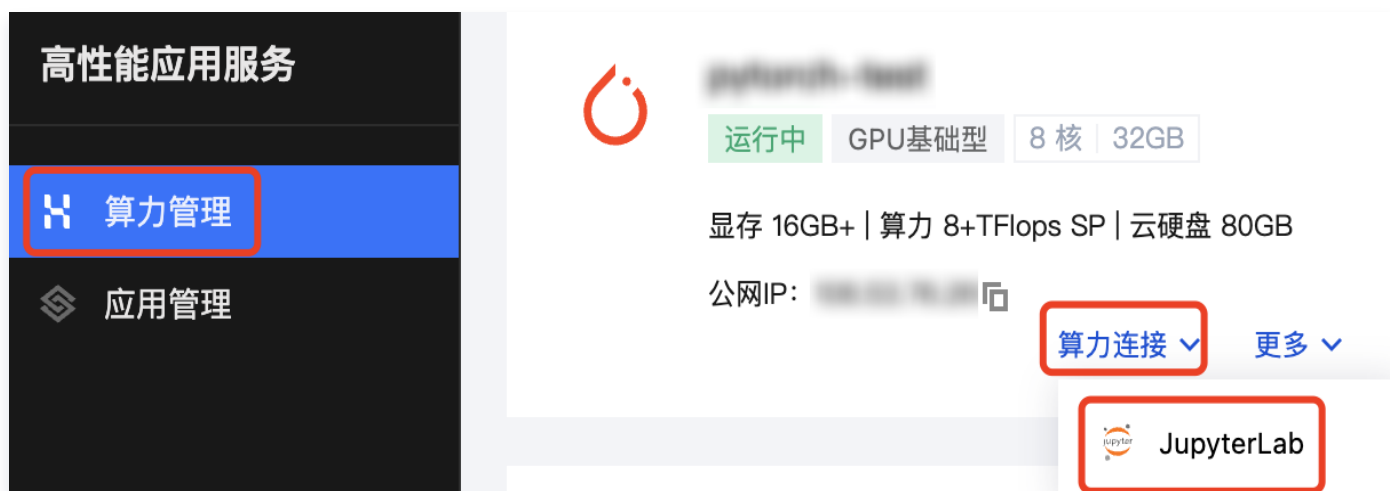 高性能应用服务
算力管理
应用管理
运行中 GPU基础型 8 核 32GB
显存 16GB+ | 算力 8+TFlops SP | 云硬盘 80GB
公网IP：
算力连接 更多
jupyter JupyterLab